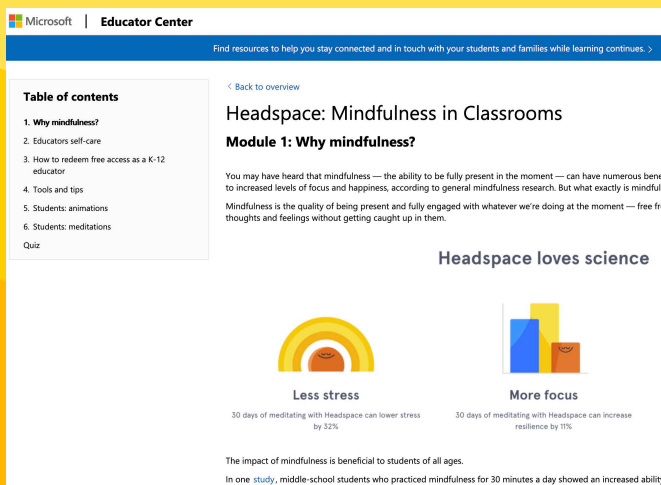 Microsoft | Educator Center
Find resources to help you stay connected and in touch with your students and families while learning continues. >
Table of contents
1. Why mindfulness?
2. Educators self-care
3. How to redeem free access as a K-12
educator
4. Tools and tips
5. Students: animations
6. Students: meditations
Quiz
< Back to overview
Headspace: Mindfulness in Classrooms
Module 1: Why mindfulness?
You may have heard that mindfulness — the ability to be fully present in the moment — can have numerous bene
to increased levels of focus and happiness, according to general mindfulness research. But what exactly is mindful
Mindfulness is the quality of being present and fully engaged with whatever we're doing at the moment — free fr
thoughts and feelings without getting caught up in them.
Headspace loves science
Less stress
30 days of meditating with Headspace can lower stress
by 32%
More focus
30 days of meditating with Headspace can increase
resilience by 11%
The impact of mindfulness is beneficial to students of all ages.
In one study, middle-school students who practiced mindfulness for 30 minutes a day showed an increased ability